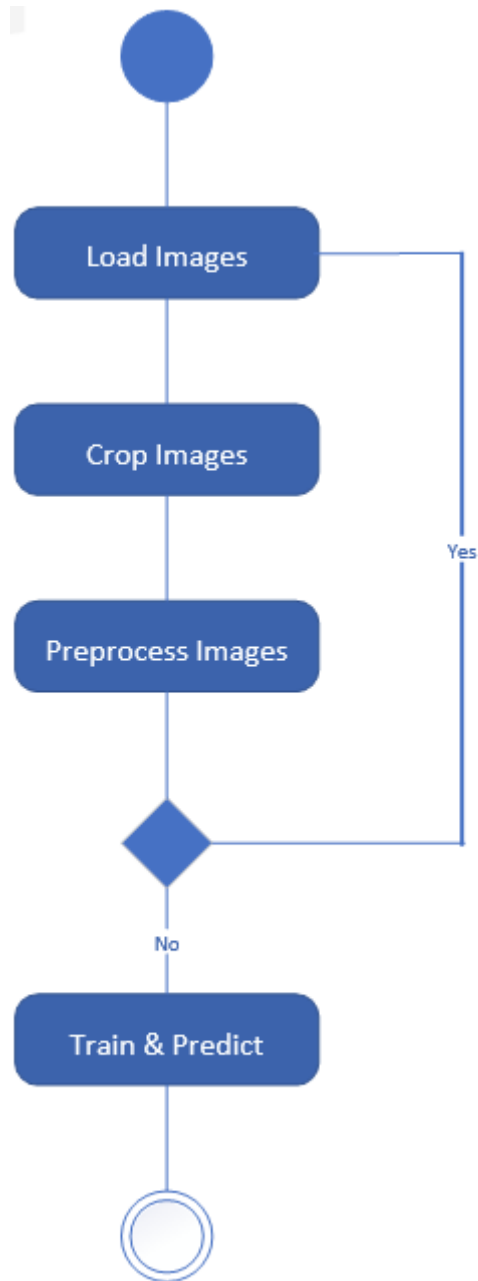 Load Images
Crop Images
Yes
Preprocess Images
No
Train & Predict